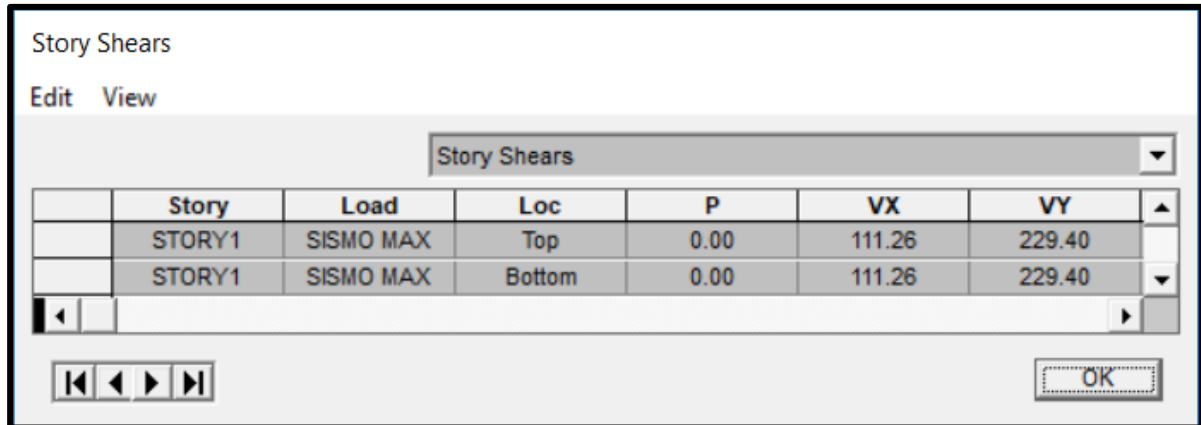 Story Shears
Edit View
Story Shears
Story Load Loc P VX VY
STORY1 SISMO MAX Top 0.00 111.26 229.40
STORY1 SISMO MAX Bottom 0.00 111.26 229.40
OK